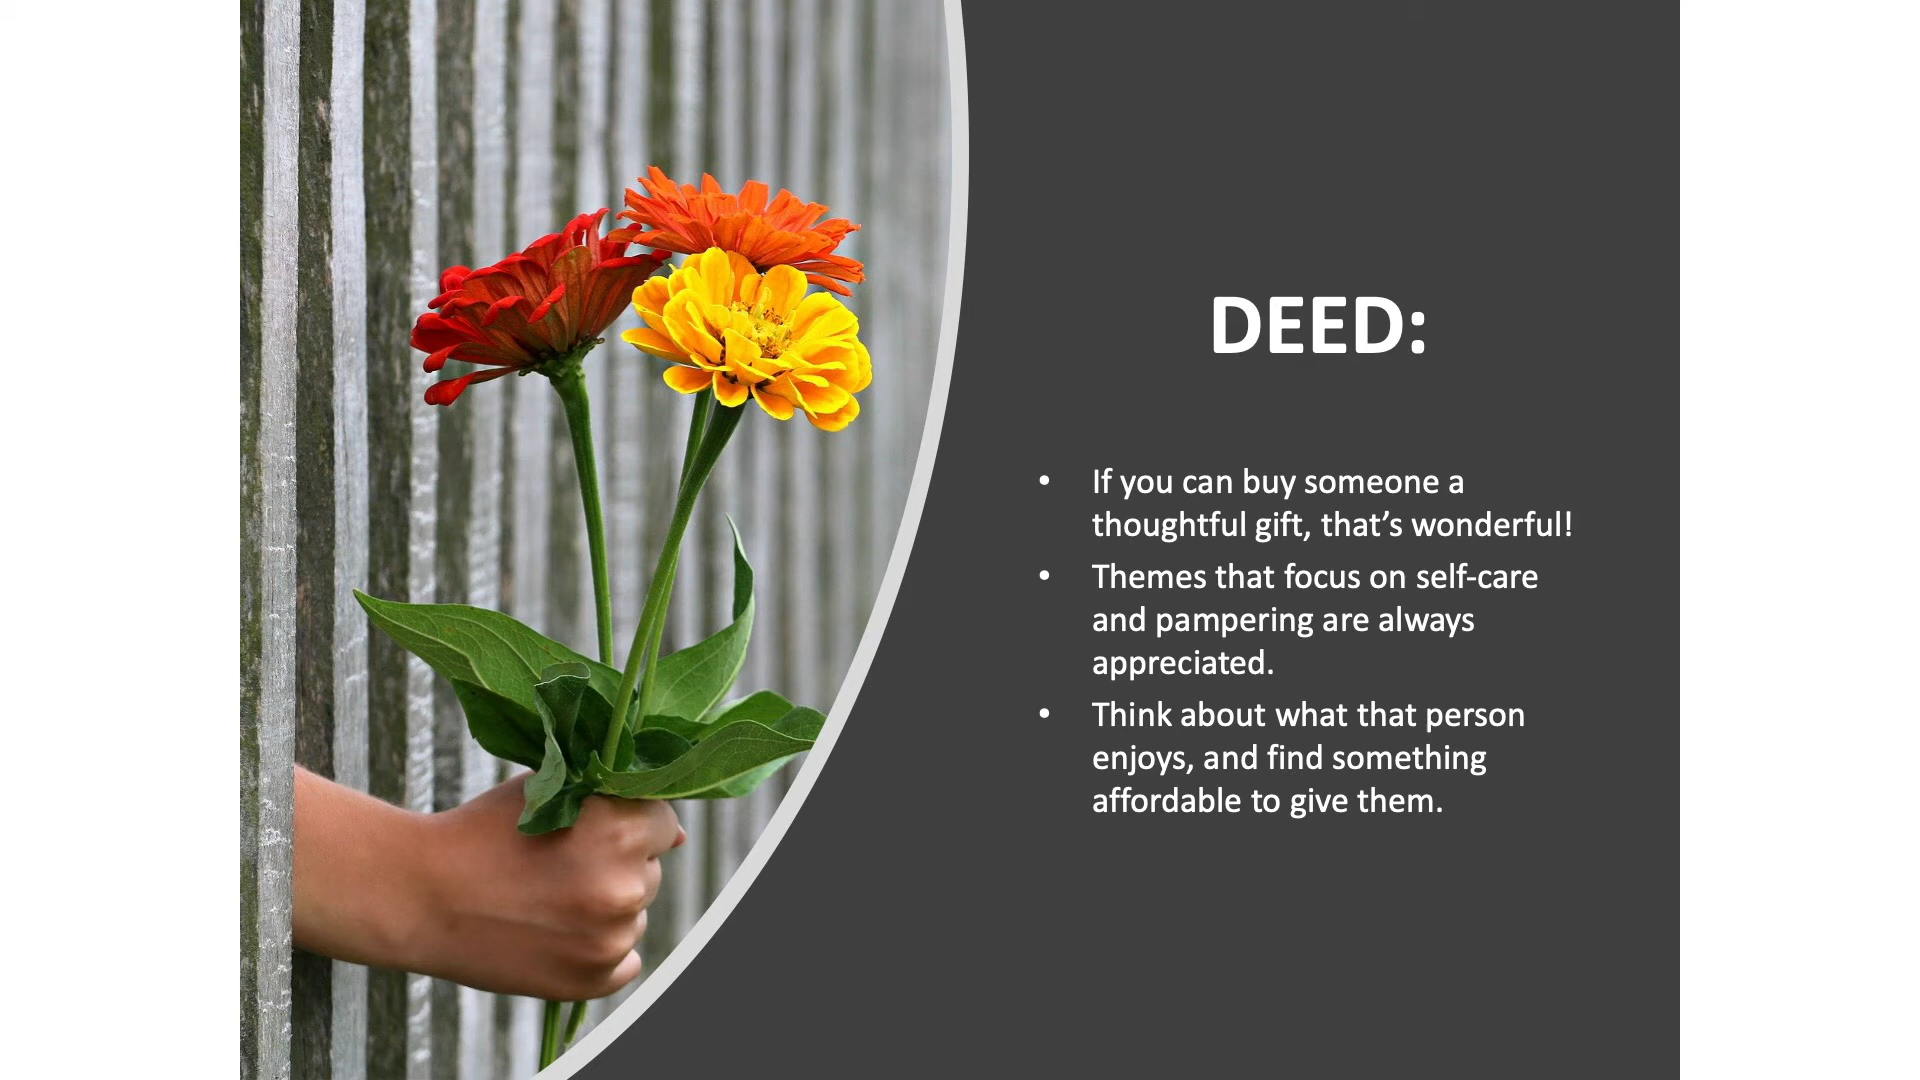 DEED:
• If you can buy someone a
thoughtful gift, that’s wonderful!
• Themes that focus on self-care
and pampering are always
appreciated.
• Think about what that person
enjoys, and find something
affordable to give them.